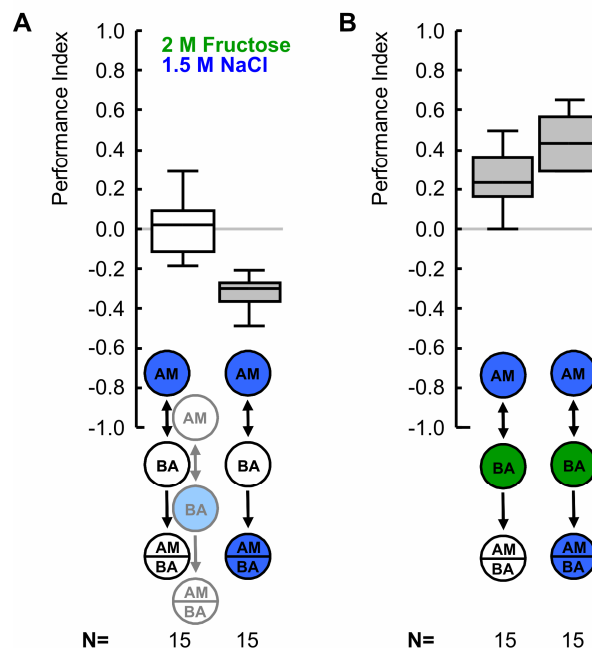 A
B
2 M Fructose
1.5 M NaCl
Performance Index
1.0
0.8
0.6
0.4
0.2
0.0
-0.2
-0.4
-0.6
-0.8
-1.0
AM
BA
AM
BA
AM
BA
AM
BA
AM
BA
AM
BA
N= 15 15
Performance Index
1.0
0.8
0.6
0.4
0.2
0.0
-0.2
-0.4
-0.6
-0.8
-1.0
AM
BA
AM
BA
AM
BA
AM
BA
15 15